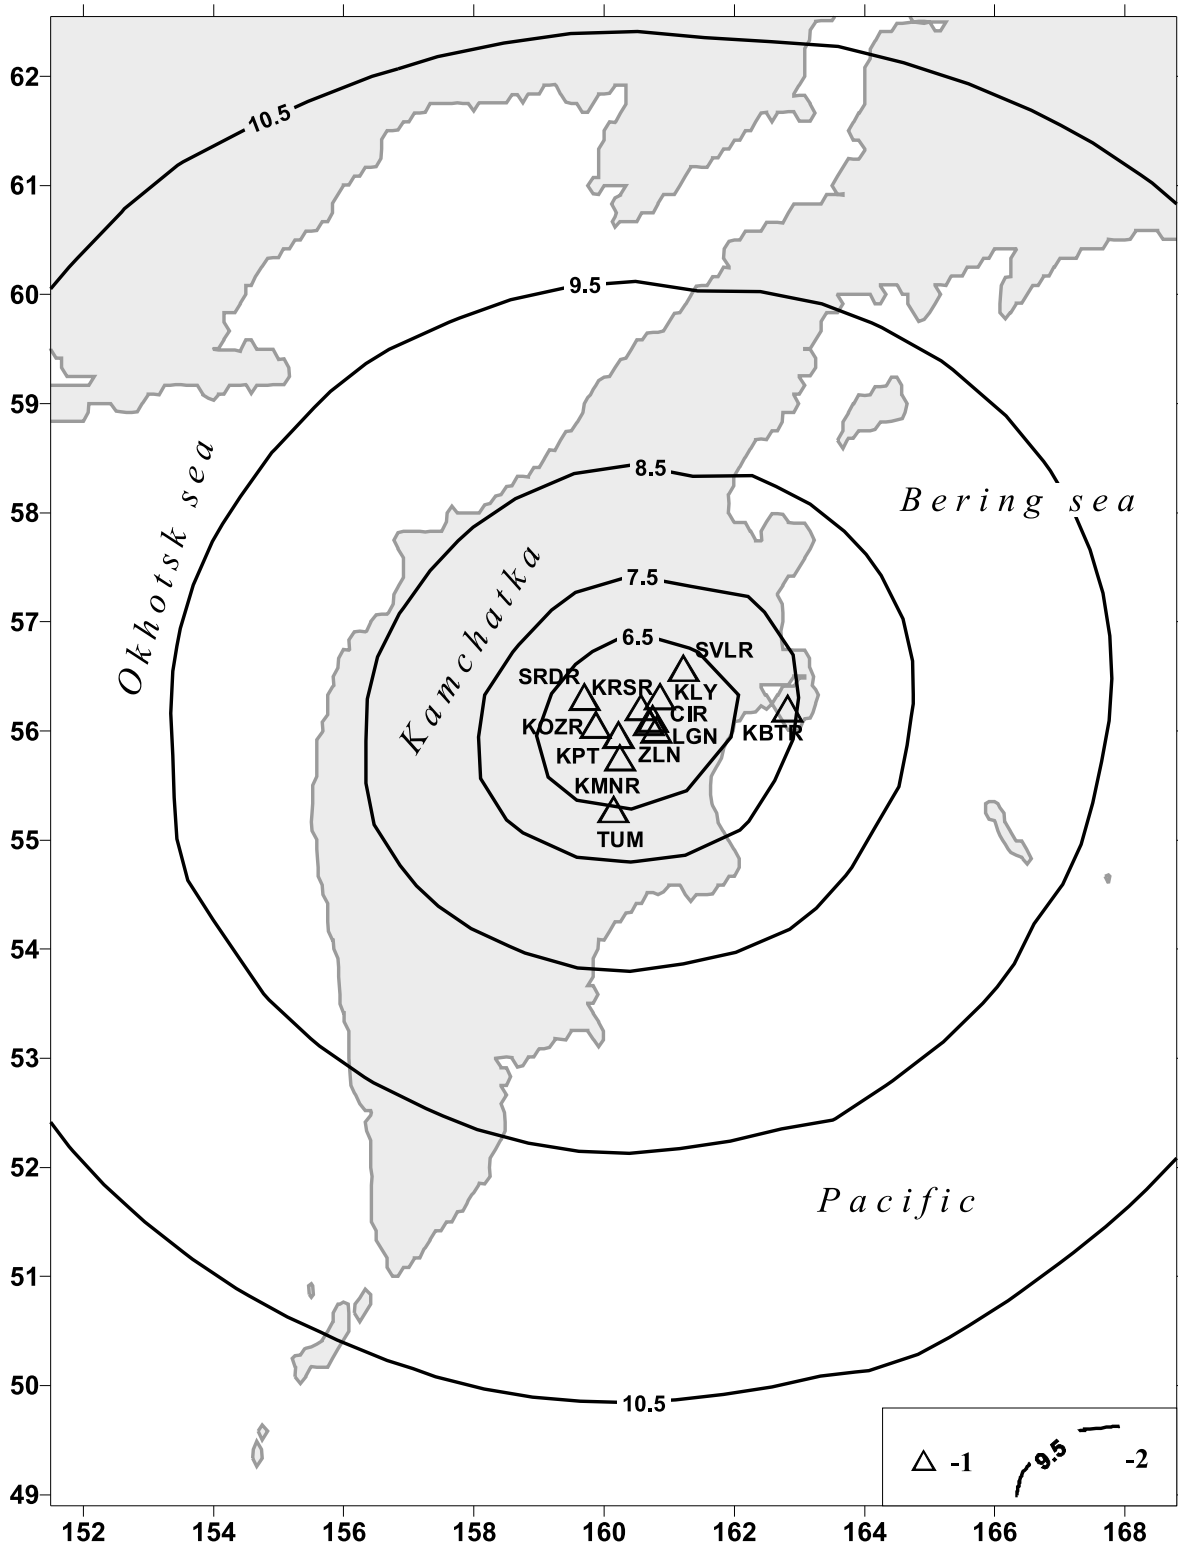 62
10.5
61
60
9.5
59
Okhotsk sea
8.5
Bering sea
58
Kamchatka
7.5
57
6.5
SVLR
SRDR
KRSR
KLY
CIR
KOZR
LGN
KBTR
56
KPT
ZLN
KMNR
55
TUM
54
53
52
Pacific
51
50
10.5
9.5
-1
-2
49
152 154 156 158 160 162 164 166 168